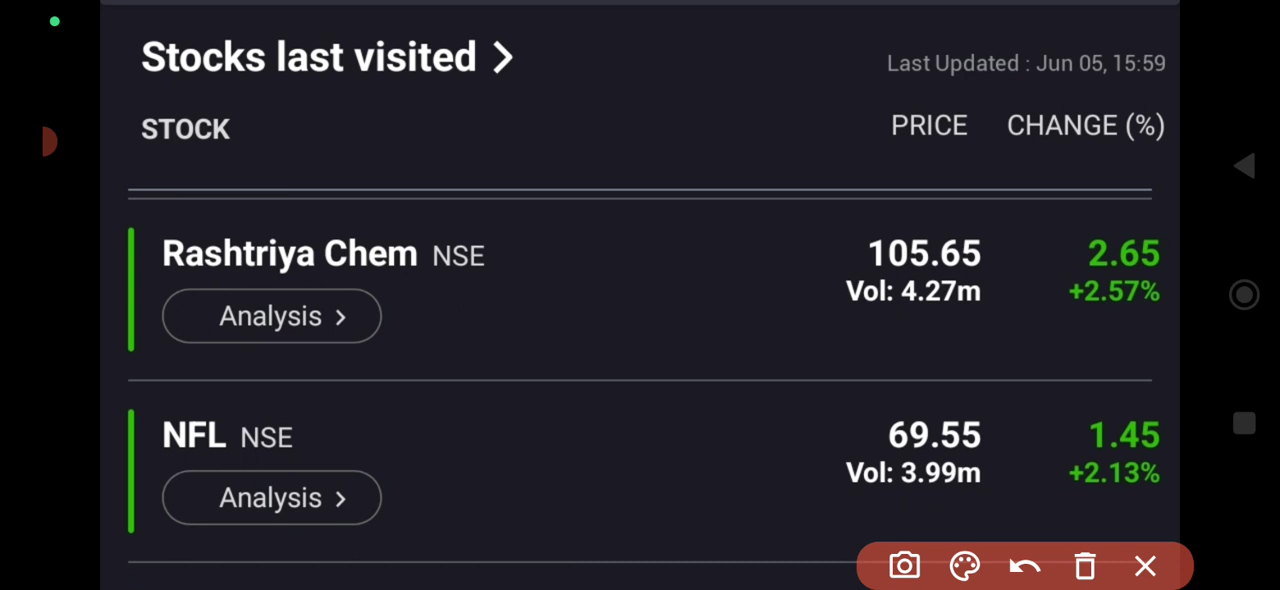 Stocks last visited >
Last Updated : Jun 05, 15:59
STOCK PRICE CHANGE (%)
Rashtriya Chem NSE 105.65 2.65
Vol: 4.27m +2.57%
Analysis >
NFL NSE 69.55 1.45
Vol: 3.99m +2.13%
Analysis >